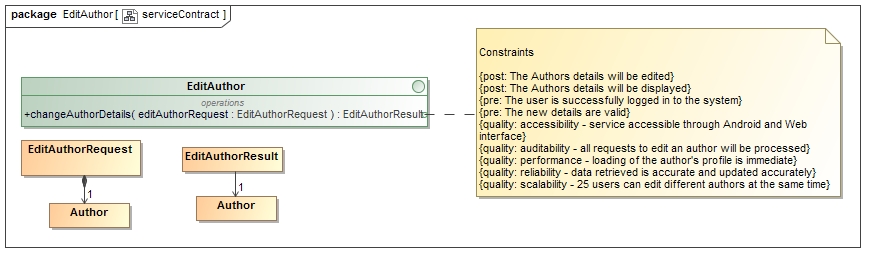 package EditAuthor [ serviceContract ]
EditAuthor
operations
+changeAuthorDetails( editAuthorRequest : EditAuthorRequest ) : EditAuthorResult
Constraints
{post: The Authors details will be edited}
{post: The Authors details will be displayed}
{pre: The user is successfully logged in to the system}
{pre: The new details are valid}
{quality: accessibility - service accessible through Android and Web
interface}
{quality: auditability - all requests to edit an author will be processed}
{quality: performance - loading of the author's profile is immediate}
{quality: reliability - data retrieved is accurate and updated accurately}
{quality: scalability - 25 users can edit different authors at the same time}
EditAuthorRequest
1
Author
EditAuthorResult
1
Author